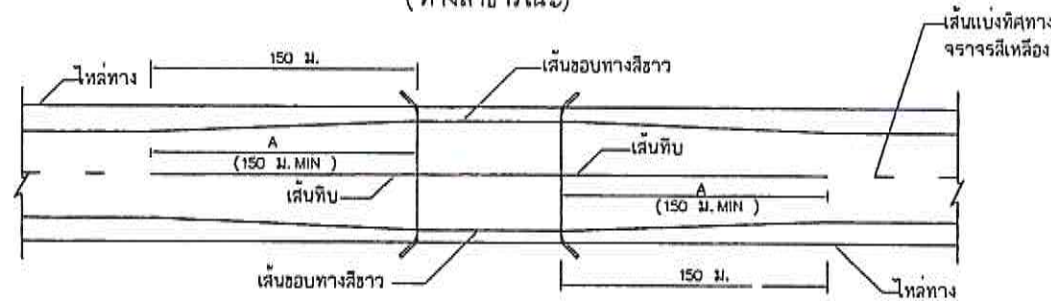 (ทางสาธารณะ)
เส้นแบ่งทิศทาง
จราจรสีเหลือง
150 ม.
ไหล่ทาง
เส้นขอบทางสีขาว
A
(150 ม. MIN )
เส้นทึบ
เส้นทึบ
A
(150 ม. MIN )
เส้นขอบทางสีขาว
150 ม.
ไหล่ทาง